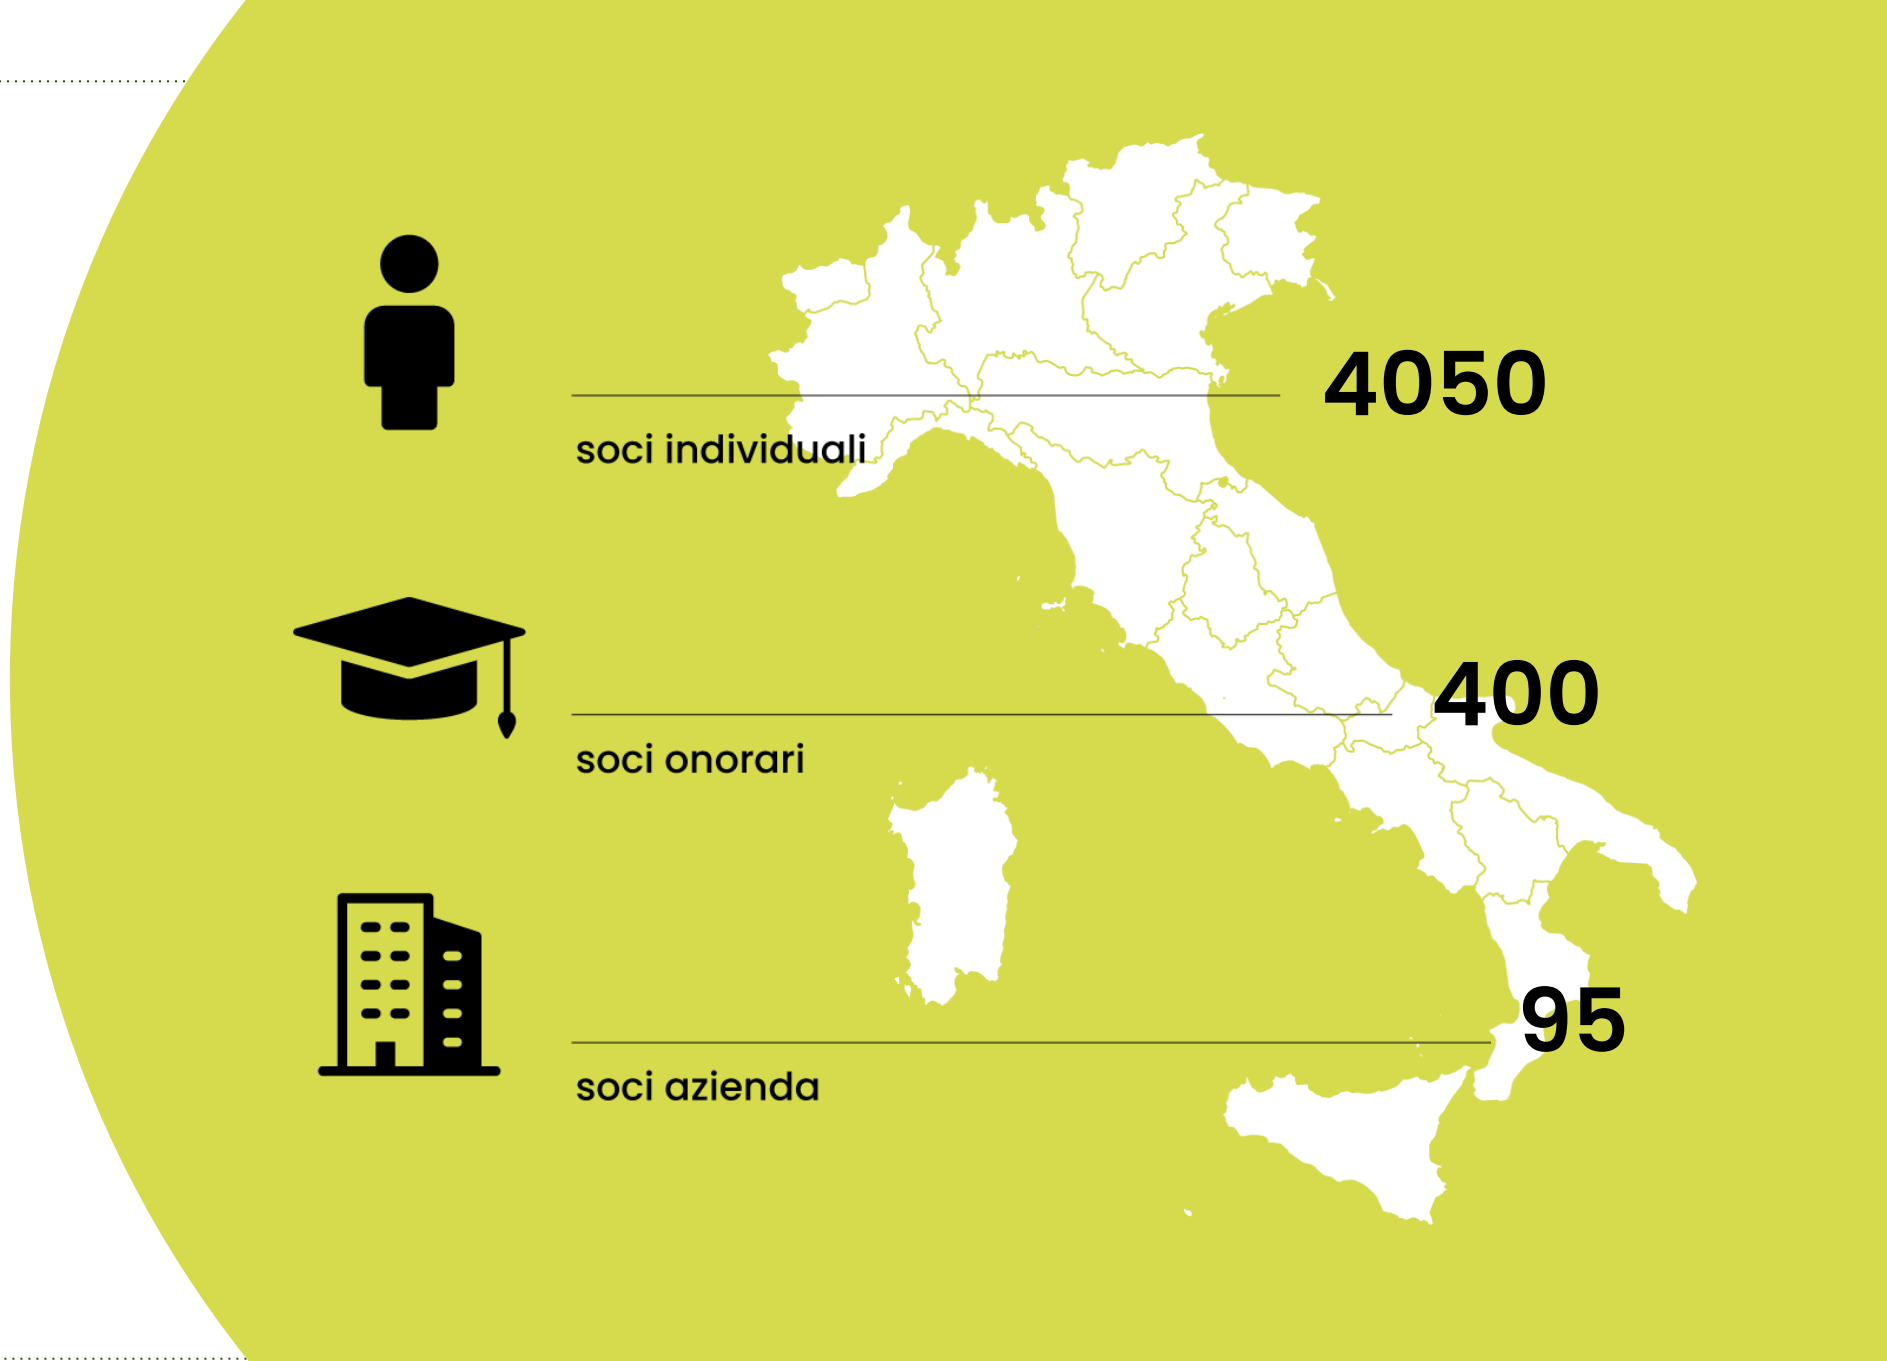 4050
soci individuali
400
soci onorari
95
soci azienda